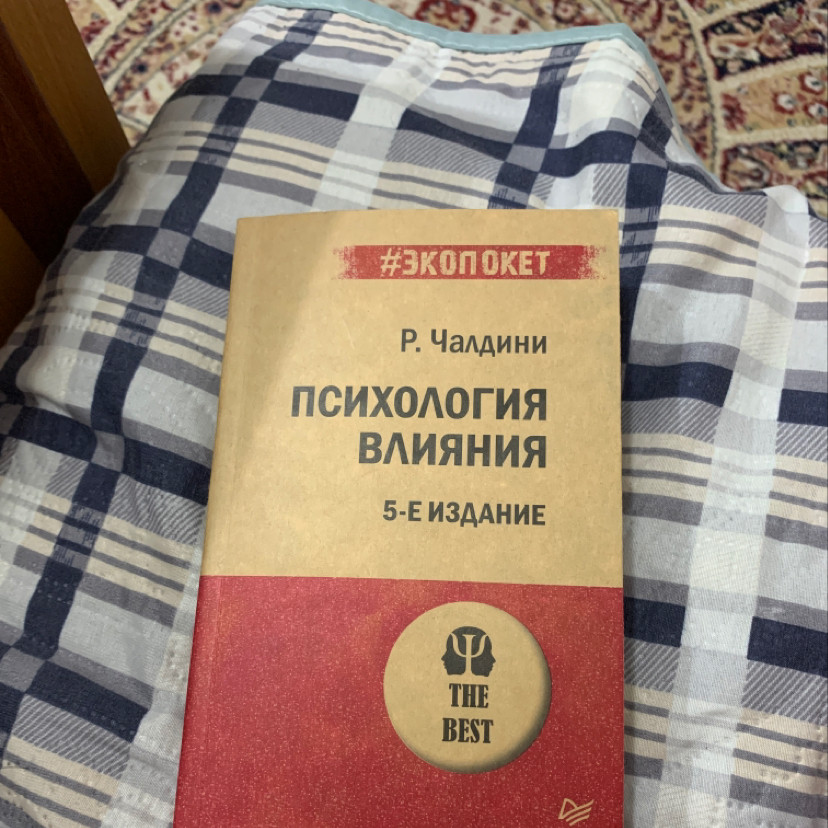 #ЭКОПОКЕТ
Р. Чалдини
ПСИХОЛОГИЯ
ВЛИЯНИЯ
5-Е ИЗДАНИЕ
THE
BEST